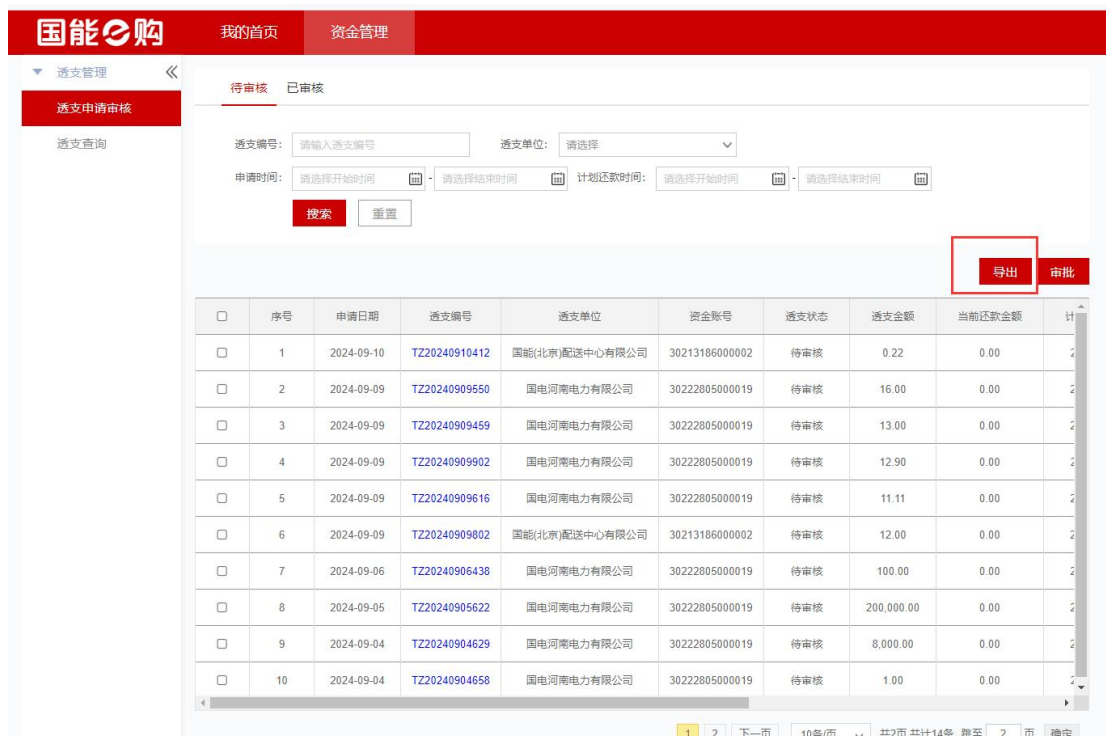 国能e购 我的首页 资金管理
透支管理
透支申请审核
透支查询
待审核 已审核
透支编号: 请输入透支编号 透支单位: 请选择
申请时间: 请选择开始时间 - 请选择结束时间 计划还款时间: 请选择开始时间 - 请选择结束时间
搜索 重置
导出 审批
序号 申请日期 透支编号 透支单位 资金账号 透支状态 透支金额 当前还款金额 计
1 2024-09-10 TZ20240910412 国能(北京)配送中心有限公司 30213186000002 待审核 0.22 0.00 2
2 2024-09-09 TZ20240909550 国电河南电力有限公司 30222805000019 待审核 16.00 0.00 2
3 2024-09-09 TZ20240909459 国电河南电力有限公司 30222805000019 待审核 13.00 0.00 2
4 2024-09-09 TZ20240909902 国电河南电力有限公司 30222805000019 待审核 12.90 0.00 2
5 2024-09-09 TZ20240909616 国电河南电力有限公司 30222805000019 待审核 11.11 0.00 2
6 2024-09-09 TZ20240909802 国能(北京)配送中心有限公司 30213186000002 待审核 12.00 0.00 2
7 2024-09-06 TZ20240906438 国电河南电力有限公司 30222805000019 待审核 100.00 0.00 2
8 2024-09-05 TZ20240905622 国电河南电力有限公司 30222805000019 待审核 200,000.00 0.00 2
9 2024-09-04 TZ20240904629 国电河南电力有限公司 30222805000019 待审核 8,000.00 0.00 2
10 2024-09-04 TZ20240904658 国电河南电力有限公司 30222805000019 待审核 1.00 0.00 2
1 2 下一页 10条/页 共2页 共计14条 跳至 2 页 确定